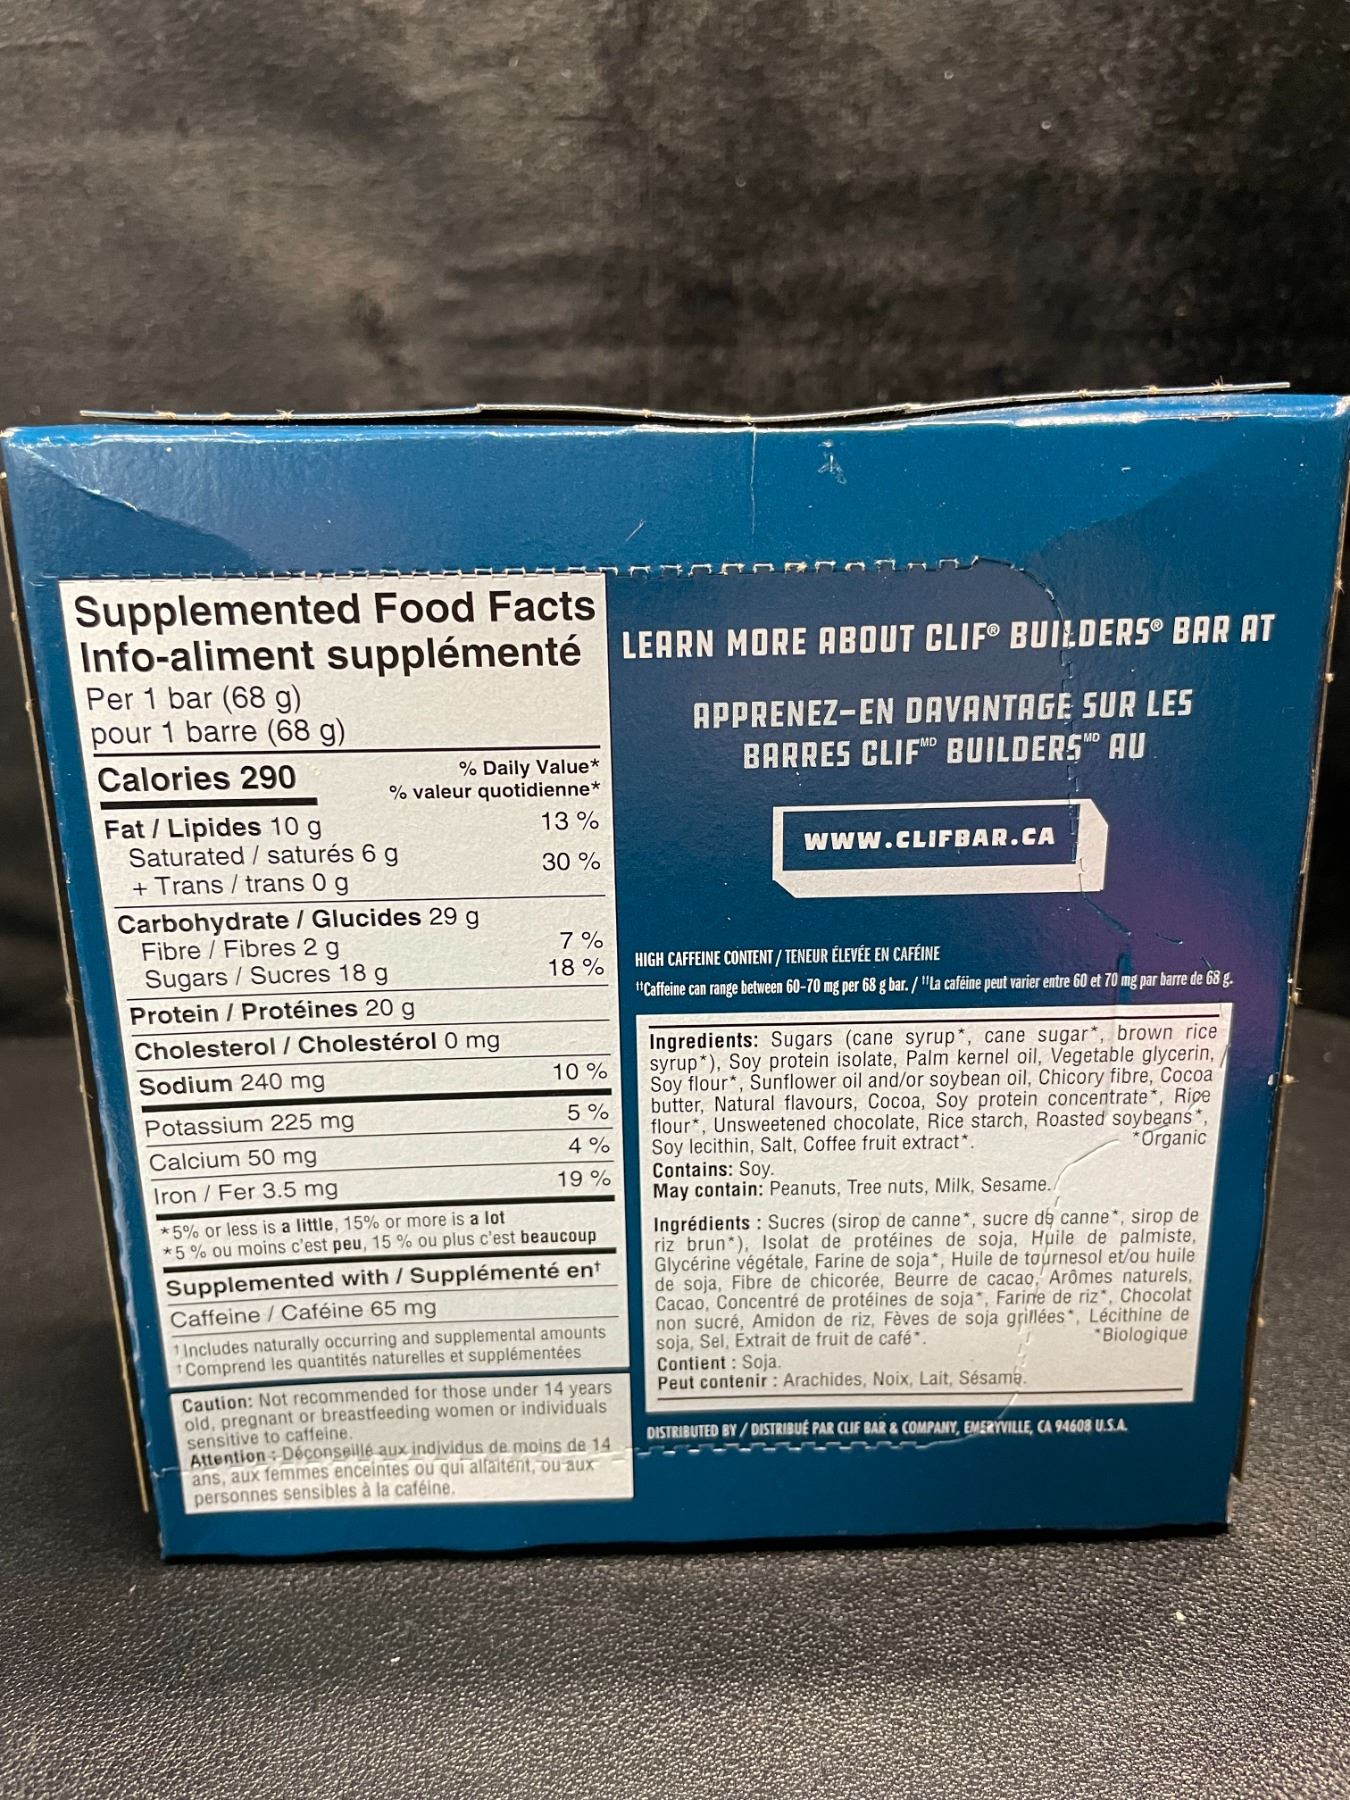 Supplemented Food Facts
Info-aliment supplémenté
Per 1 bar (68 g)
pour 1 barre (68 g)
% Daily Value*
Calories 290
% valeur quotidienne*
Fat / Lipides 10 g 13 %
Saturated / saturés 6 g 30 %
+ Trans / trans 0 g
Carbohydrate / Glucides 29 g
Fibre / Fibres 2 g 7 %
Sugars / Sucres 18 g 18 %
Protein / Protéines 20 g
Cholesterol / Cholestérol 0 mg
Sodium 240 mg 10 %
Potassium 225 mg 5 %
Calcium 50 mg 4 %
Iron / Fer 3.5 mg 19 %
*5% or less is a little, 15% or more is a lot
*5 % ou moins c'est peu, 15 % ou plus c'est beaucoup
Supplemented with / Supplémenté en†
Caffeine / Caféine 65 mg
† Includes naturally occurring and supplemental amounts
† Comprend les quantités naturelles et supplémentées
Caution: Not recommended for those under 14 years
old, pregnant or breastfeeding women or individuals
sensitive to caffeine.
Attention : Déconseillé aux individus de moins de 14
ans, aux femmes enceintes ou qui allaitent, ou aux
personnes sensibles à la caféine.
LEARN MORE ABOUT CLIF® BUILDERS® BAR AT
APPRENEZ-EN DAVANTAGE SUR LES
BARRES CLIFMD BUILDERSMD AU
WWW.CLIFBAR.CA
HIGH CAFFEINE CONTENT / TENEUR ÉLEVÉE EN CAFÉINE
††Caffeine can range between 60-70 mg per 68 g bar. / ††La caféine peut varier entre 60 et 70 mg par barre de 68 g.
Ingredients: Sugars (cane syrup*, cane sugar*, brown rice
syrup*), Soy protein isolate, Palm kernel oil, Vegetable glycerin,
Soy flour*, Sunflower oil and/or soybean oil, Chicory fibre, Cocoa
butter, Natural flavours, Cocoa, Soy protein concentrate*, Rice
flour*, Unsweetened chocolate, Rice starch, Roasted soybeans*,
Soy lecithin, Salt, Coffee fruit extract*. *Organic
Contains: Soy.
May contain: Peanuts, Tree nuts, Milk, Sesame.
Ingrédients : Sucres (sirop de canne*, sucre de canne*, sirop de
riz brun*), Isolat de protéines de soja, Huile de palmiste,
Glycérine végétale, Farine de soja*, Huile de tournesol et/ou huile
de soja, Fibre de chicorée, Beurre de cacao, Arômes naturels,
Cacao, Concentré de protéines de soja*, Farine de riz*, Chocolat
non sucré, Amidon de riz, Fèves de soja grillées*, Lécithine de
soja, Sel, Extrait de fruit de café*. *Biologique
Contient : Soja.
Peut contenir : Arachides, Noix, Lait, Sésame.
DISTRIBUTED BY / DISTRIBUÉ PAR CLIF BAR & COMPANY, EMERYVILLE, CA 94608 U.S.A.